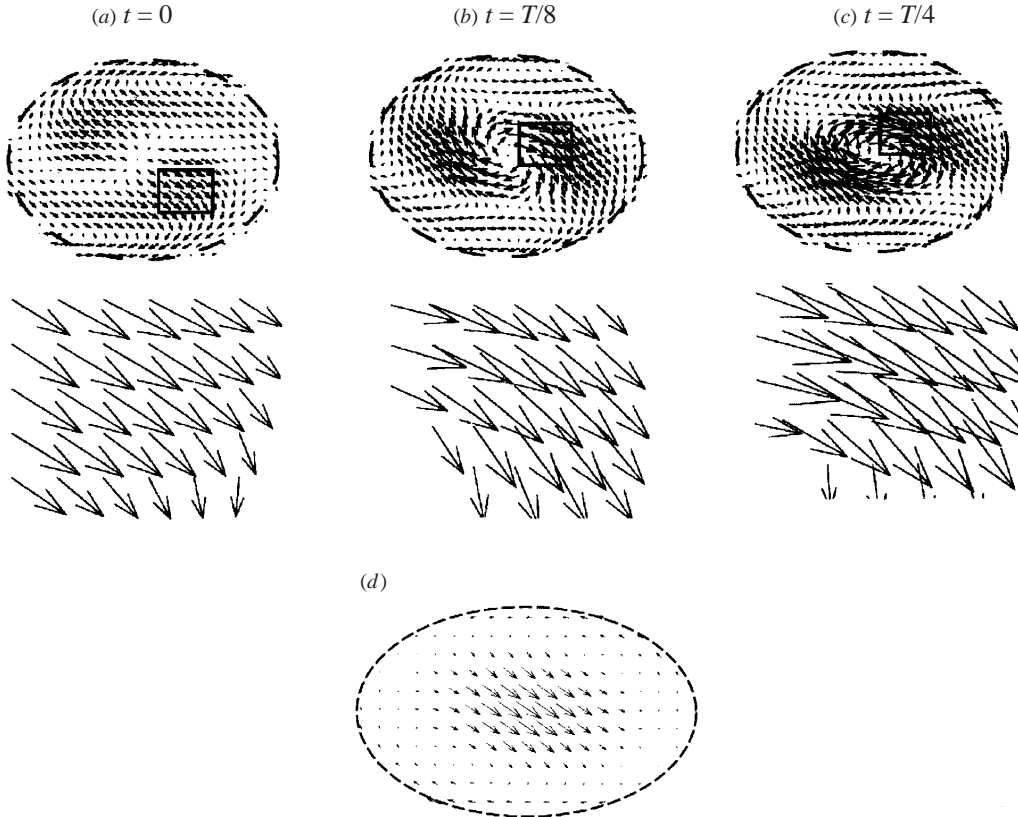 (a) t = 0
(b) t = T/8
(c) t = T/4
(d)